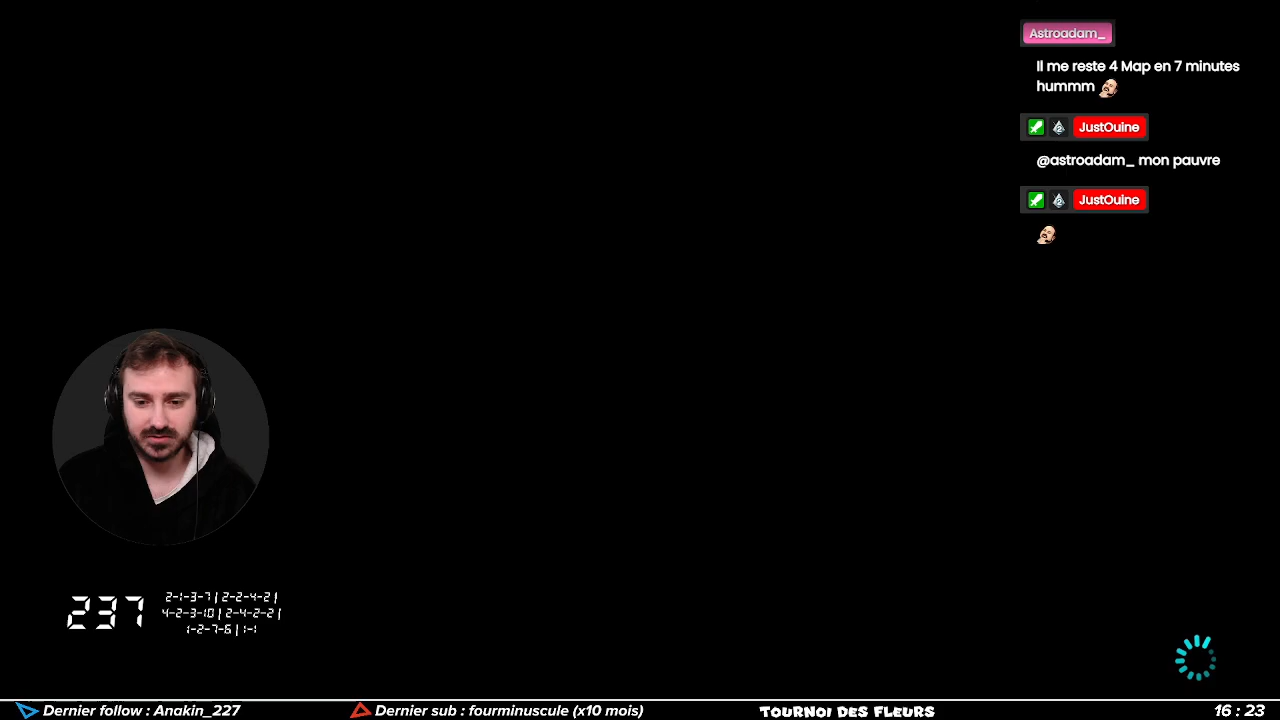 Astroadam_
Il me reste 4 Map en 7 minutes
hummm
JustOuine
@astroadam_ mon pauvre
JustOuine
237
2-1-3-7 | 2-2-4-2 |
4-2-3-10 | 2-4-2-2 |
1-2-7-6 | 1-1
Dernier follow : Anakin_227
Dernier sub : fourminuscule (x10 mois)
TOURNOI DES FLEURS
16 : 23